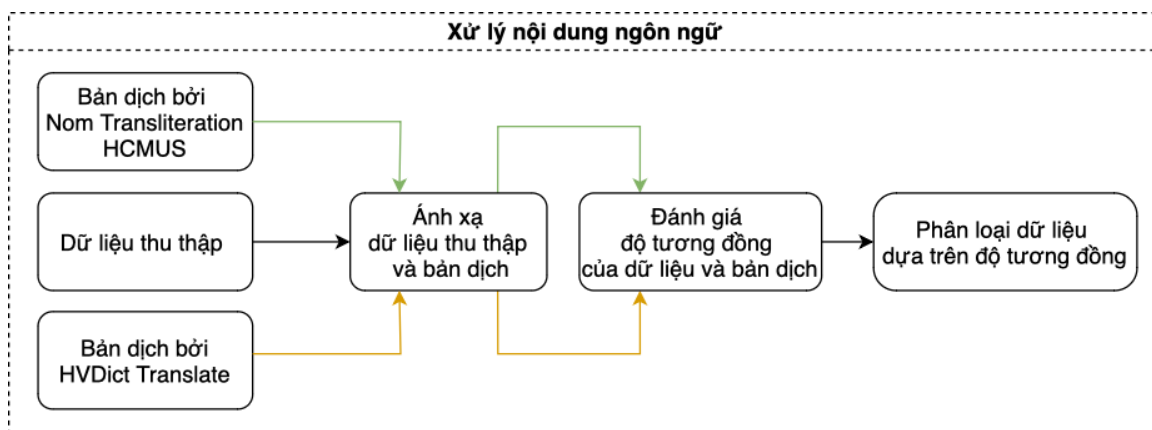 Xử lý nội dung ngôn ngữ
Bản dịch bởi
Nom Transliteration
HCMUS
Dữ liệu thu thập
Bản dịch bởi
HVDict Translate
Ánh xạ
dữ liệu thu thập
và bản dịch
Đánh giá
độ tương đồng
của dữ liệu và bản dịch
Phân loại dữ liệu
dựa trên độ tương đồng